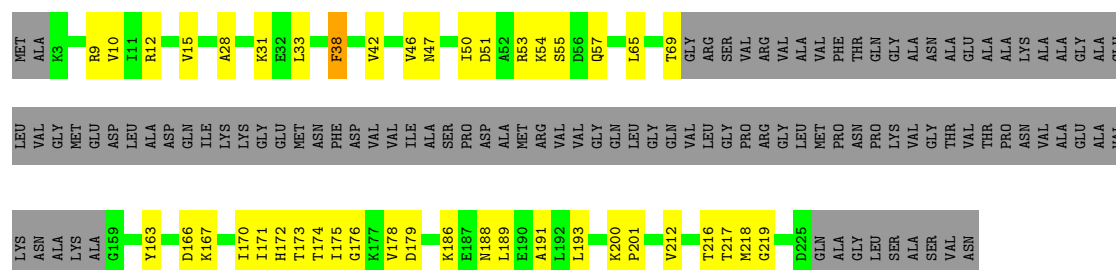 MET ALA K3 R9 V10 I11 R12 V15 A28 K31 E32 L33 F38 V42 V46 N47 I50 D51 A52 R53 K54 S55 D56 Q57 L65 T69 GLY ARG SER VAL ARG VAL ALA VAL PHE THR GLN GLY ALA ASN ALA GLU ALA ALA LYS ALA ALA GLY ALA
LEU VAL GLY MET GLU ASP LEU ALA ASP GLN ILE LYS LYS GLY GLU MET ASN PHE ASP VAL VAL ILE ALA SER PRO ASP ALA MET ARG VAL VAL GLY GLN LEU GLY GLN VAL LEU GLY PRO ARG GLY LEU MET PRO ASN PRO LYS VAL GLY THR VAL THR PRO ASN VAL ALA GLU ALA
LYS ASN ALA LYS ALA G159 Y163 D166 K167 I170 I171 H172 T173 T174 I175 G176 K177 V178 D179 K186 E187 N188 L189 E190 A191 L192 L193 K200 P201 V212 T216 T217 M218 G219 D225 GLN ALA GLY LEU SER ALA SER VAL ASN